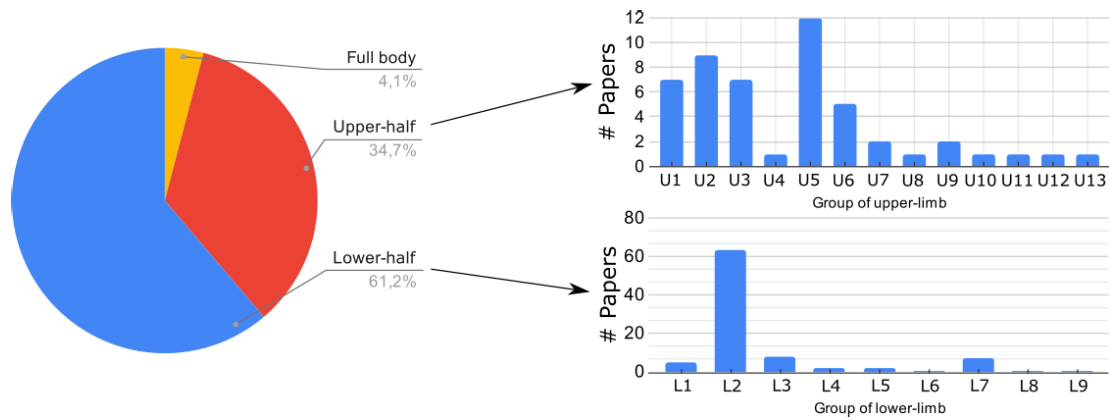 Full body
4,1%
Upper-half
34,7%
Lower-half
61,2%
# Papers
12
10
8
6
4
2
0
U1 U2 U3 U4 U5 U6 U7 U8 U9 U10 U11 U12 U13
Group of upper-limb
# Papers
80
60
40
20
0
L1 L2 L3 L4 L5 L6 L7 L8 L9
Group of lower-limb